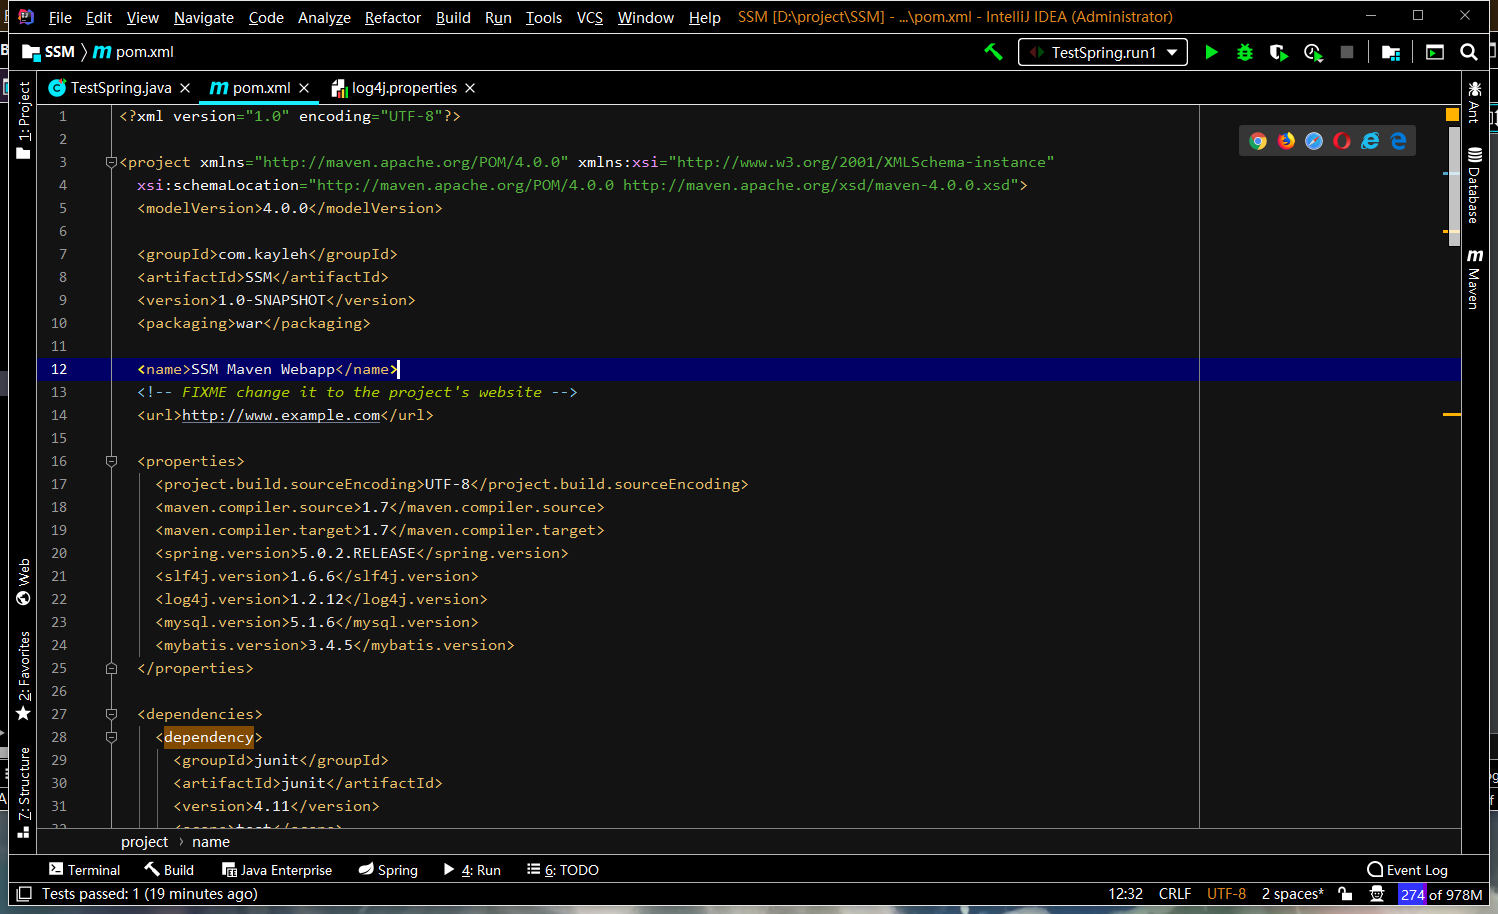 File Edit View Navigate Code Analyze Refactor Build Run Tools VCS Window Help SSM [D:\project\SSM] - ...\pom.xml - IntelliJ IDEA (Administrator)
SSM pom.xml TestSpring.run1
TestSpring.java pom.xml log4j.properties
1: Project
Web
2: Favorites
Z: Structure
Ant
Database
Maven
1 <?xml version="1.0" encoding="UTF-8"?>
2
3 <project xmlns="http://maven.apache.org/POM/4.0.0" xmlns:xsi="http://www.w3.org/2001/XMLSchema-instance"
4 xsi:schemaLocation="http://maven.apache.org/POM/4.0.0 http://maven.apache.org/xsd/maven-4.0.0.xsd">
5 <modelVersion>4.0.0</modelVersion>
6
7 <groupId>com.kayleh</groupId>
8 <artifactId>SSM</artifactId>
9 <version>1.0-SNAPSHOT</version>
10 <packaging>war</packaging>
11
12 <name>SSM Maven Webapp</name>
13 <!-- FIXME change it to the project's website -->
14 <url>http://www.example.com</url>
15
16 <properties>
17 <project.build.sourceEncoding>UTF-8</project.build.sourceEncoding>
18 <maven.compiler.source>1.7</maven.compiler.source>
19 <maven.compiler.target>1.7</maven.compiler.target>
20 <spring.version>5.0.2.RELEASE</spring.version>
21 <slf4j.version>1.6.6</slf4j.version>
22 <log4j.version>1.2.12</log4j.version>
23 <mysql.version>5.1.6</mysql.version>
24 <mybatis.version>3.4.5</mybatis.version>
25 </properties>
26
27 <dependencies>
28 <dependency>
29 <groupId>junit</groupId>
30 <artifactId>junit</artifactId>
31 <version>4.11</version>
project › name
Terminal Build Java Enterprise Spring 4: Run 6: TODO Event Log
Tests passed: 1 (19 minutes ago) 12:32 CRLF UTF-8 2 spaces* 274 of 978M